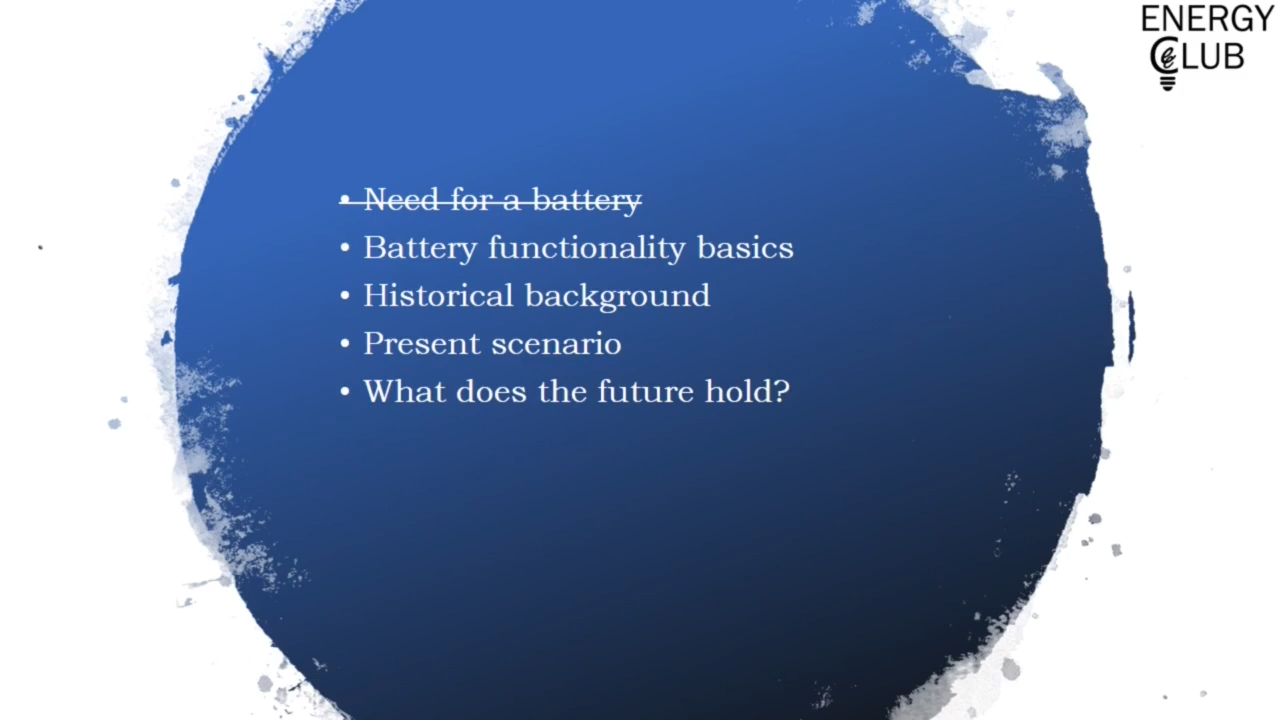 ENERGY
CLUB
• Need for a battery
• Battery functionality basics
• Historical background
• Present scenario
• What does the future hold?